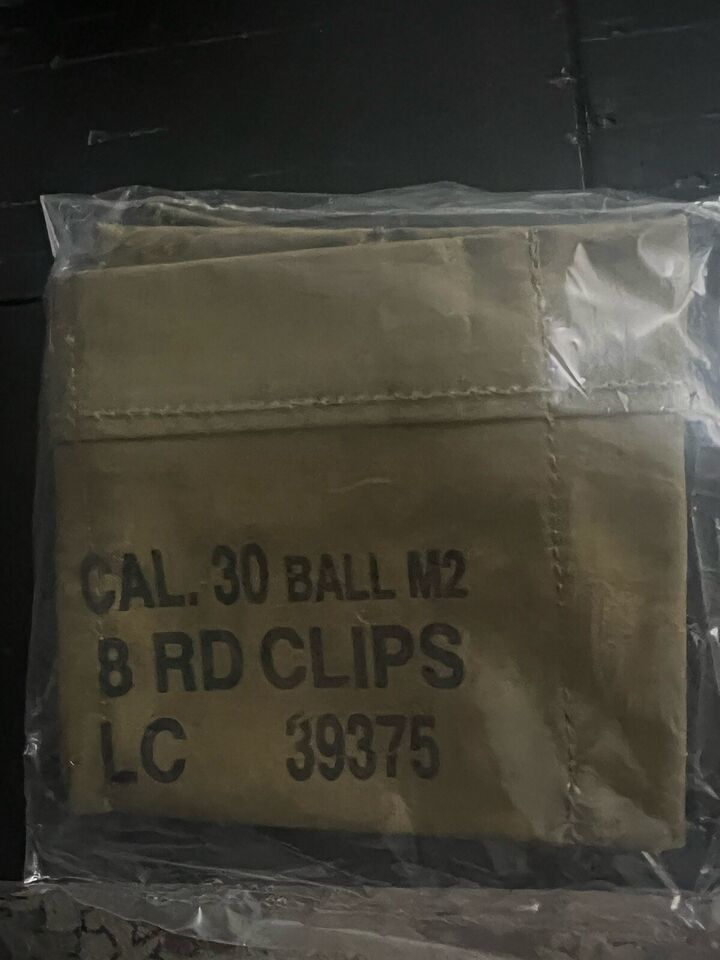 CAL. 30 BALL M2
8 RD CLIPS
LC 39375